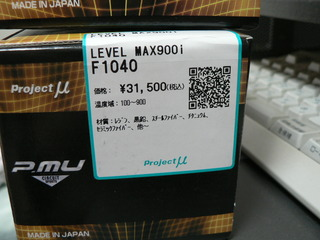 MADE IN JAPAN
LEVEL MAX900i
F1040
Project μ
価格: ¥31,500(税込)
温度域: 100~900
材質: レジン、黒鉛、スチールファイバー、チタニウム、
セラミックファイバー、他~
P.MU
Project μ
MADE IN JAPAN